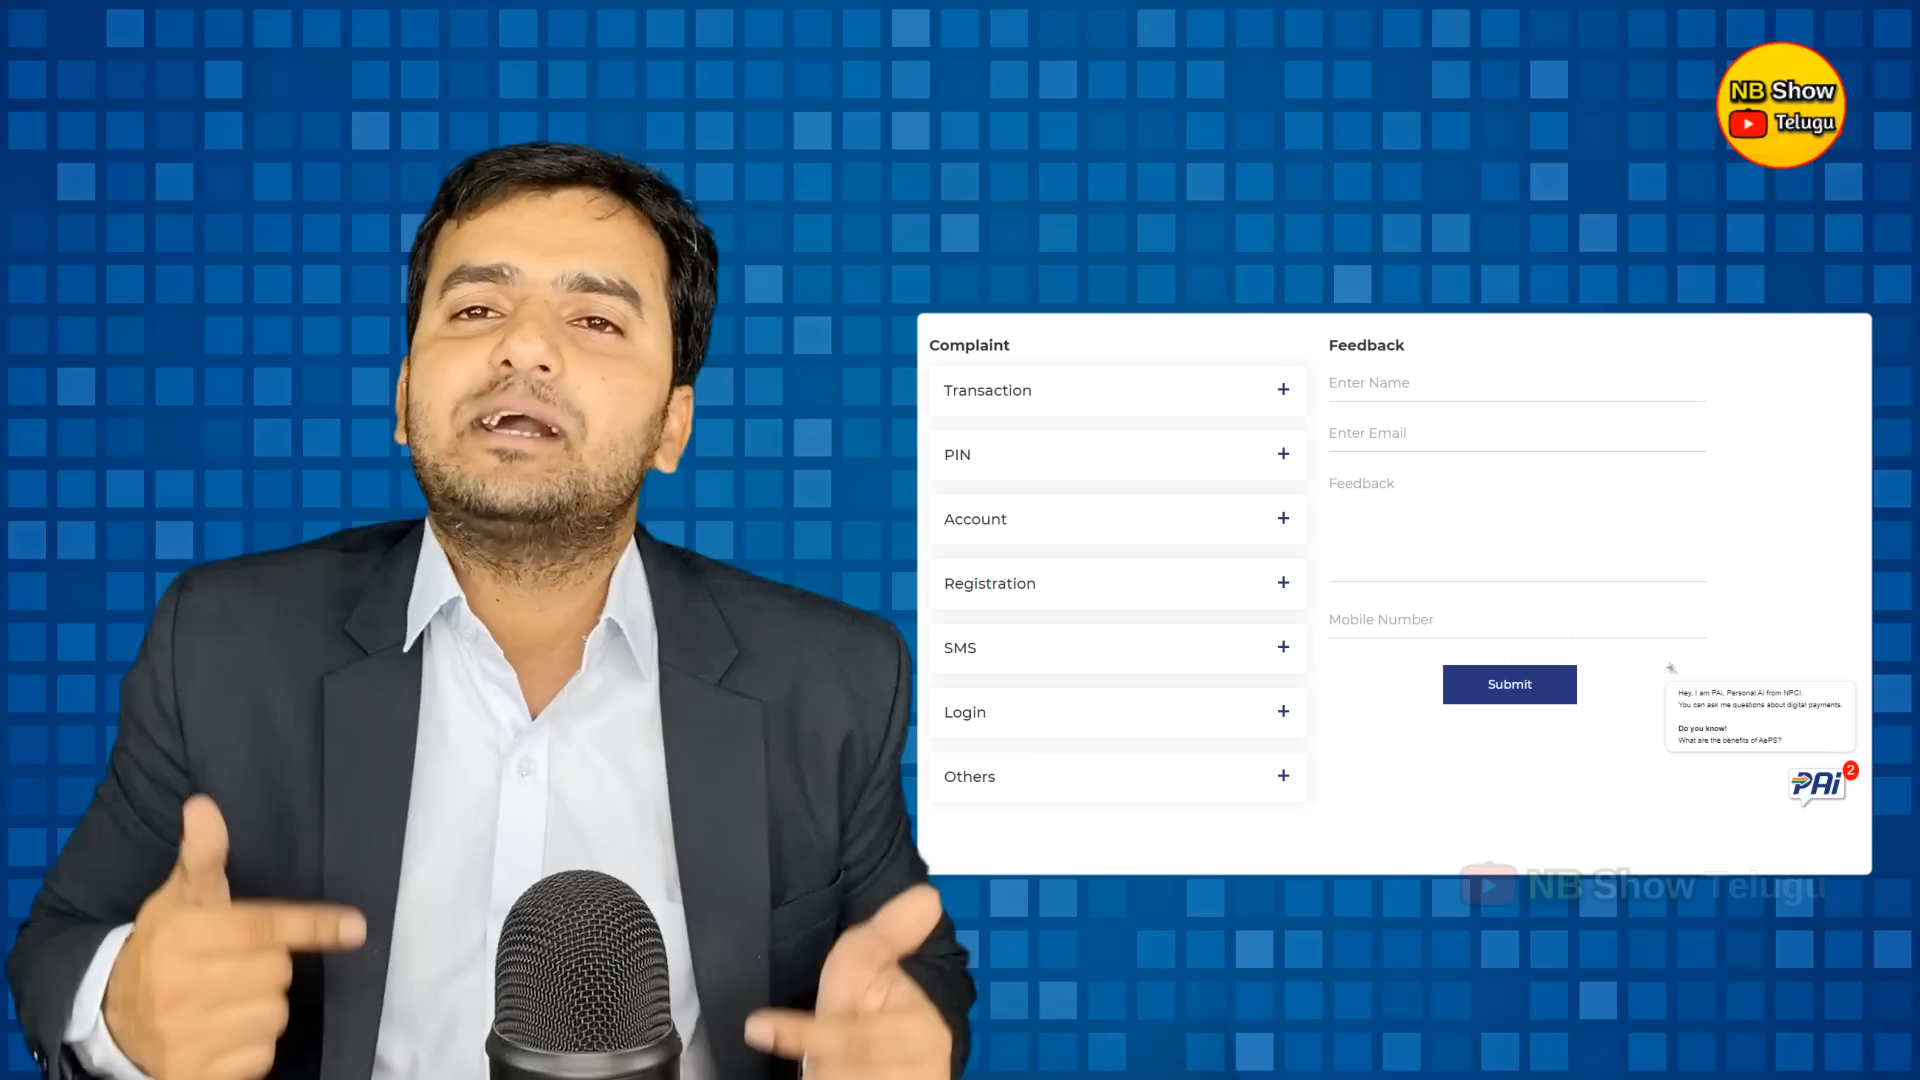 NB Show
Telugu
Complaint
Transaction
PIN
Account
Registration
SMS
Login
Others
Feedback
Enter Name
Enter Email
Feedback
Mobile Number
Submit
Hey, I am PAi, Personal AI from NPCI.
You can ask me questions about digital payments.
Do you know!
What are the benefits of AePS?
PAi
2
NB Show Telugu